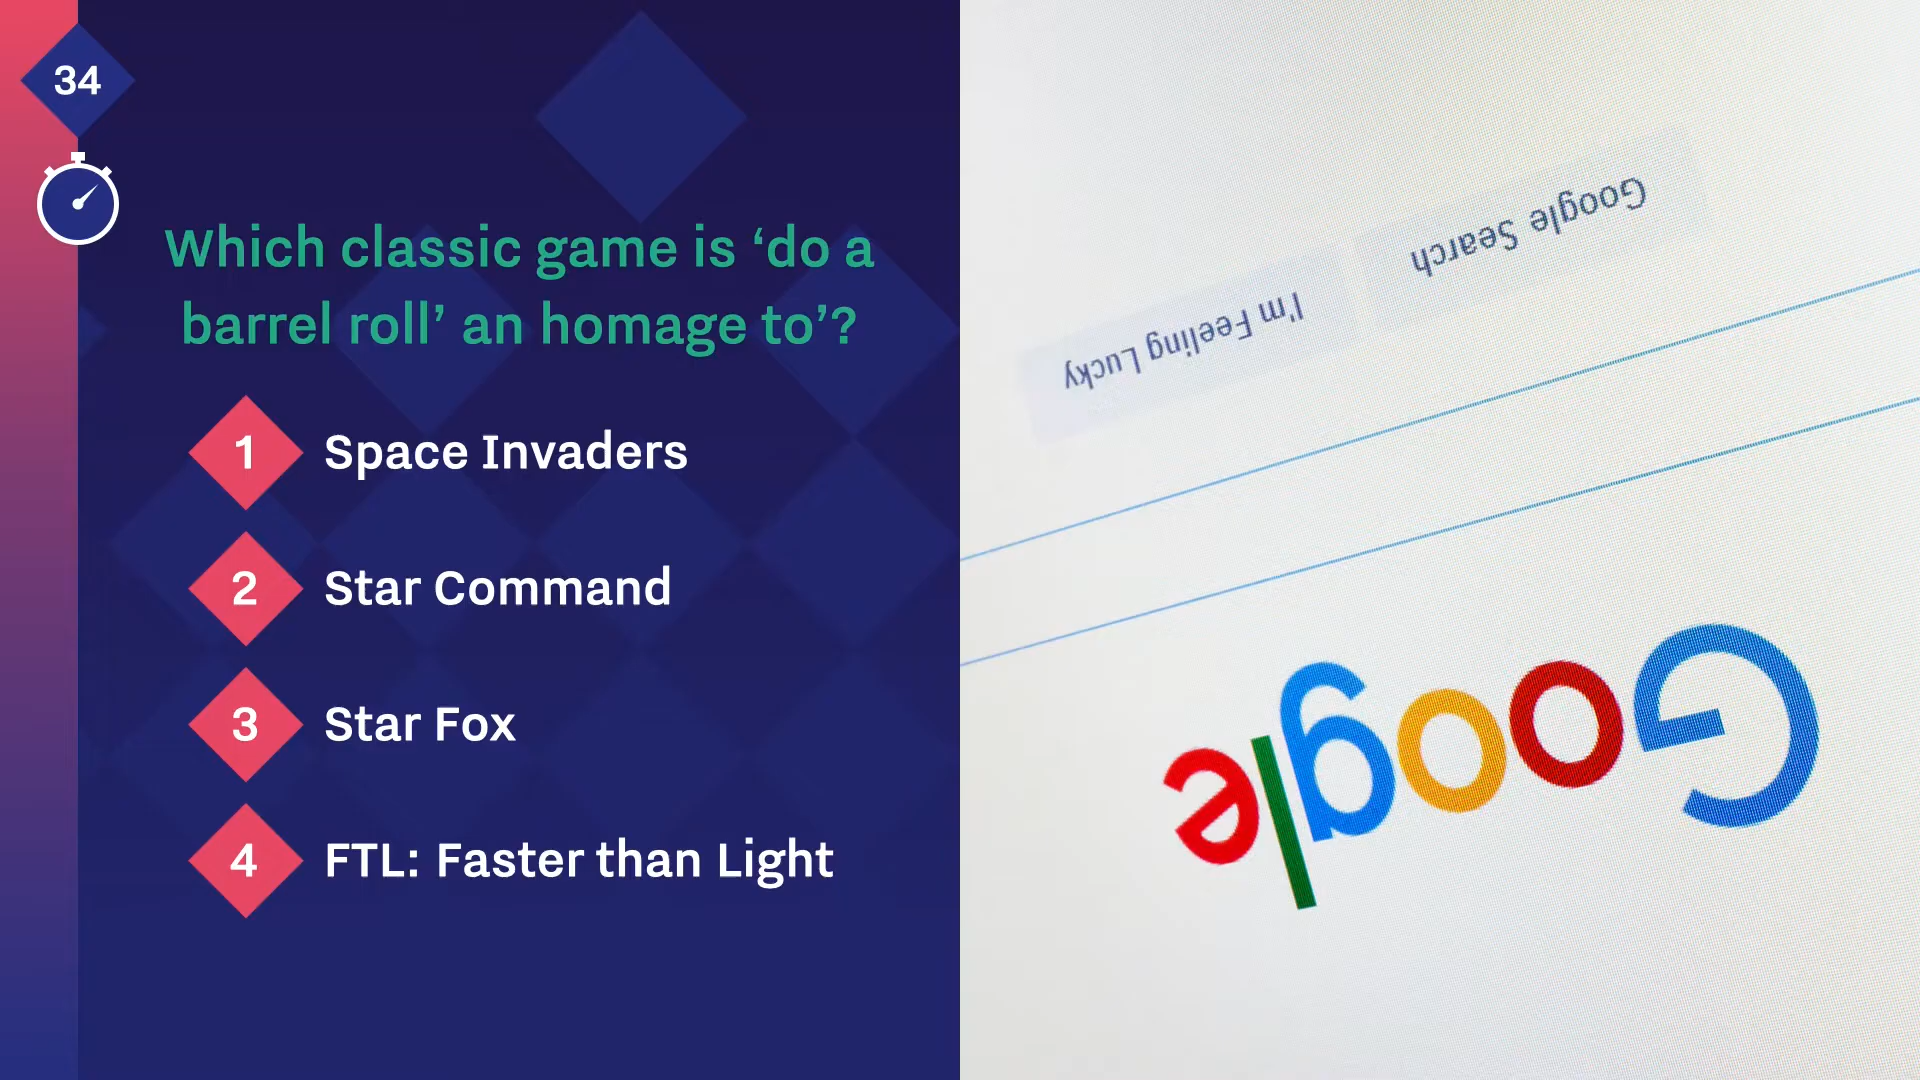 34
Which classic game is ‘do a
barrel roll’ an homage to’?
1 Space Invaders
2 Star Command
3 Star Fox
4 FTL: Faster than Light
Google Search
I'm Feeling Lucky
Google